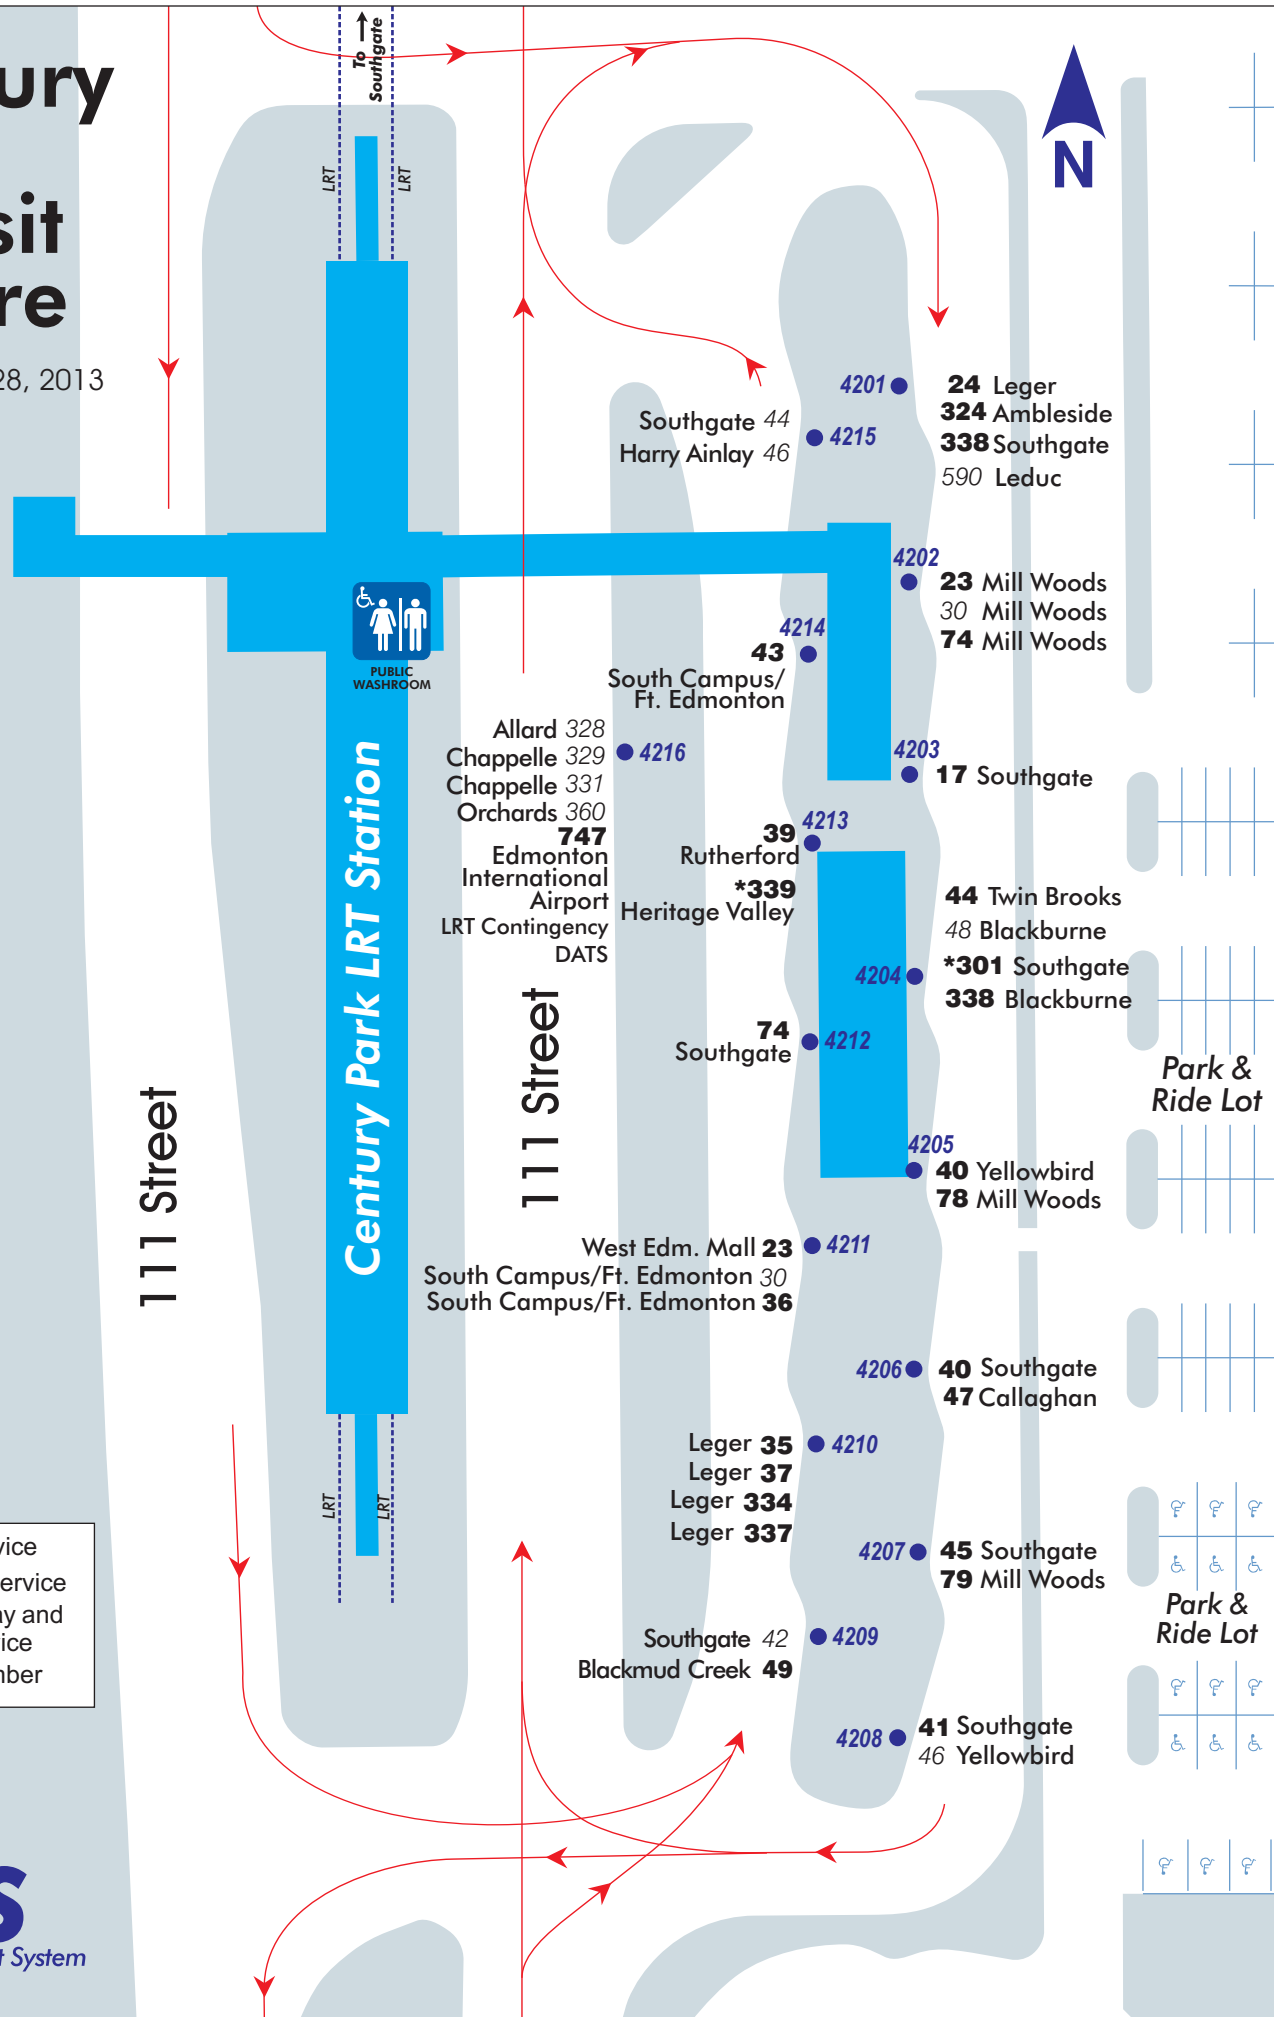 ury
sit
re
28, 2013
To
Southgate
LRT
LRT
N
4201
24 Leger
324 Ambleside
338 Southgate
590 Leduc
Southgate 44
Harry Ainlay 46
4215
4202
23 Mill Woods
30 Mill Woods
74 Mill Woods
4214
43
South Campus/
Ft. Edmonton
PUBLIC
WASHROOM
Allard 328
Chappelle 329
Chappelle 331
Orchards 360
747
Edmonton
International
Airport
LRT Contingency
DATS
4216
4203
17 Southgate
4213
39
Rutherford
*339
Heritage Valley
44 Twin Brooks
48 Blackburne
*301 Southgate
338 Blackburne
4204
74
Southgate
4212
Century Park LRT Station
111 Street
111 Street
Park &
Ride Lot
4205
40 Yellowbird
78 Mill Woods
West Edm. Mall 23
South Campus/Ft. Edmonton 30
South Campus/Ft. Edmonton 36
4211
4206
40 Southgate
47 Callaghan
Leger 35
Leger 37
Leger 334
Leger 337
4210
LRT
LRT
4207
45 Southgate
79 Mill Woods
Park &
Ride Lot
Southgate 42
Blackmud Creek 49
4209
4208
41 Southgate
46 Yellowbird
vice
ervice
ay and
ice
nber
S
t System